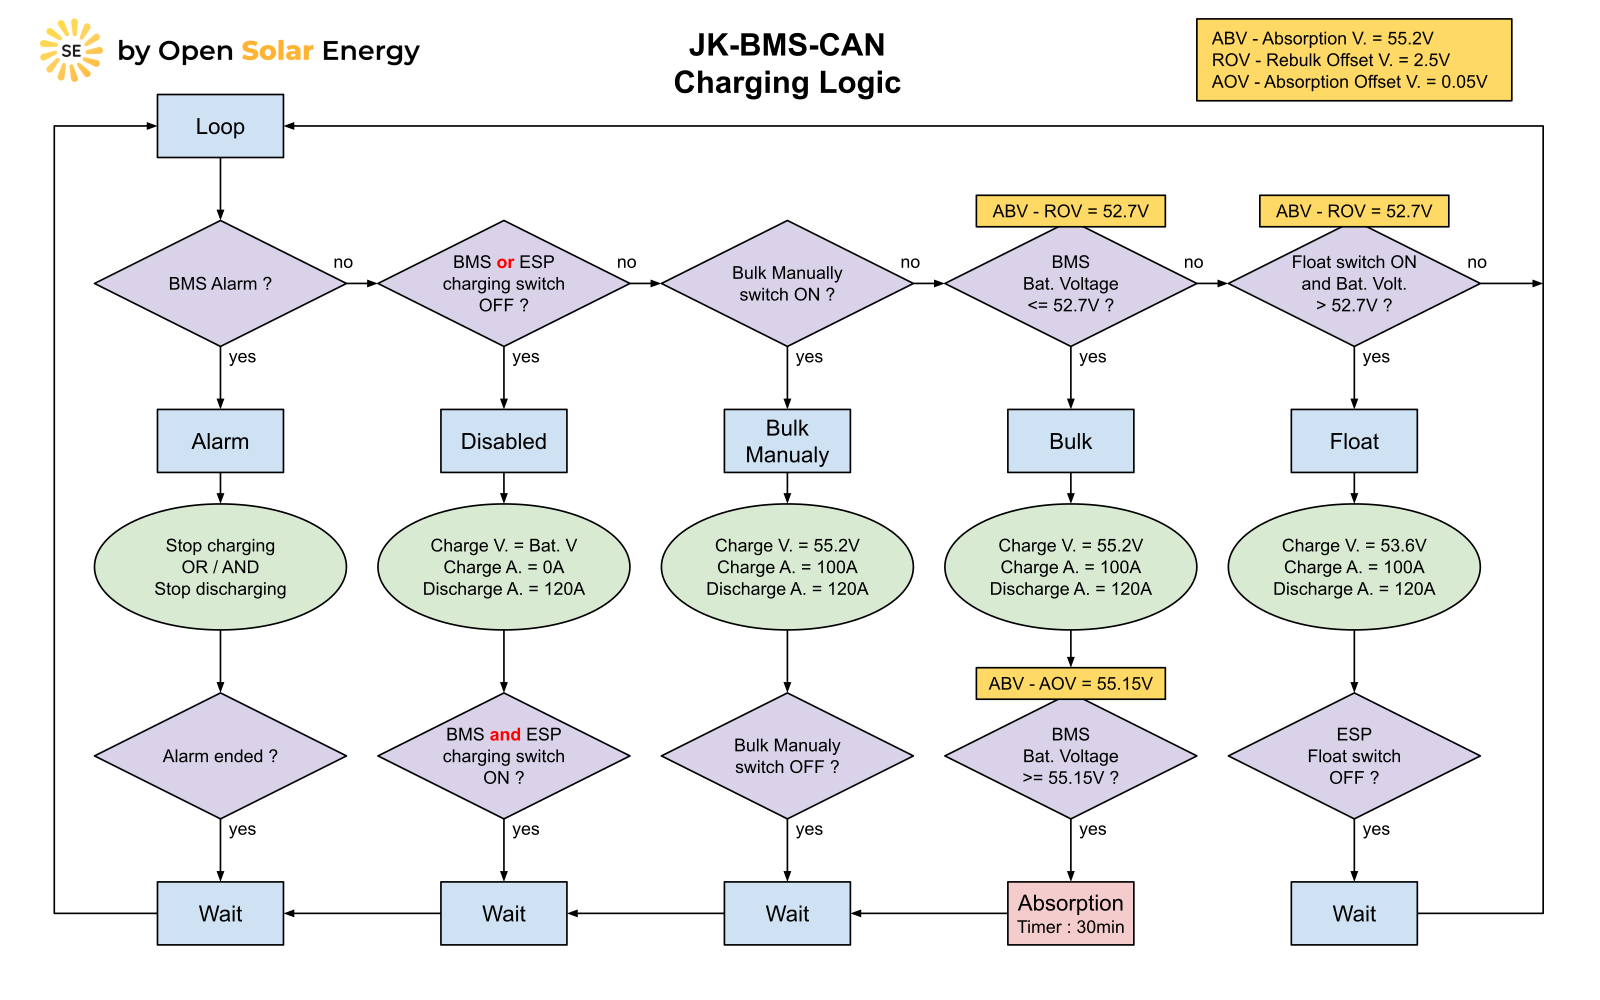 SE
by Open Solar Energy
JK-BMS-CAN
Charging Logic
ABV - Absorption V. = 55.2V
ROV - Rebulk Offset V. = 2.5V
AOV - Absorption Offset V. = 0.05V
Loop
ABV - ROV = 52.7V
ABV - ROV = 52.7V
BMS Alarm ?
no
BMS or ESP
charging switch
OFF ?
no
Bulk Manually
switch ON ?
no
BMS
Bat. Voltage
<= 52.7V ?
no
Float switch ON
and Bat. Volt.
> 52.7V ?
no
yes
yes
yes
yes
yes
Alarm
Disabled
Bulk
Manualy
Bulk
Float
Stop charging
OR / AND
Stop discharging
Charge V. = Bat. V
Charge A. = 0A
Discharge A. = 120A
Charge V. = 55.2V
Charge A. = 100A
Discharge A. = 120A
Charge V. = 55.2V
Charge A. = 100A
Discharge A. = 120A
Charge V. = 53.6V
Charge A. = 100A
Discharge A. = 120A
ABV - AOV = 55.15V
Alarm ended ?
BMS and ESP
charging switch
ON ?
Bulk Manualy
switch OFF ?
BMS
Bat. Voltage
>= 55.15V ?
ESP
Float switch
OFF ?
yes
yes
yes
yes
yes
Wait
Wait
Wait
Absorption
Timer : 30min
Wait